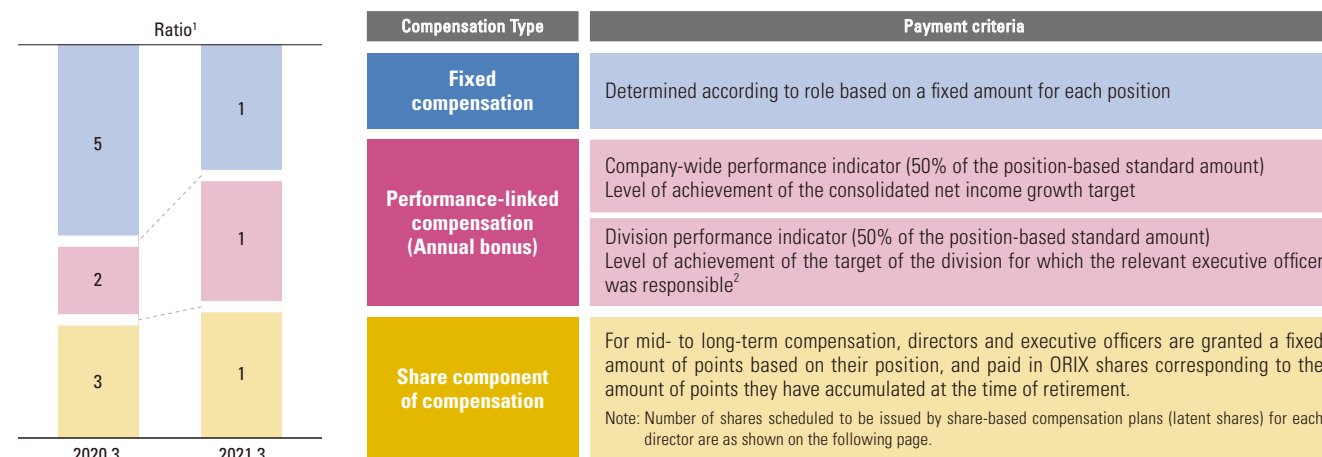 Ratio¹
5
2
3
1
1
1
2020.3
2021.3
Compensation Type
Payment criteria
Fixed
compensation
Determined according to role based on a fixed amount for each position
Performance-linked
compensation
(Annual bonus)
Company-wide performance indicator (50% of the position-based standard amount)
Level of achievement of the consolidated net income growth target
Division performance indicator (50% of the position-based standard amount)
Level of achievement of the target of the division for which the relevant executive officer
was responsible²
Share component
of compensation
For mid- to long-term compensation, directors and executive officers are granted a fixed
amount of points based on their position, and paid in ORIX shares corresponding to the
amount of points they have accumulated at the time of retirement.
Note: Number of shares scheduled to be issued by share-based compensation plans (latent shares) for each
director are as shown on the following page.